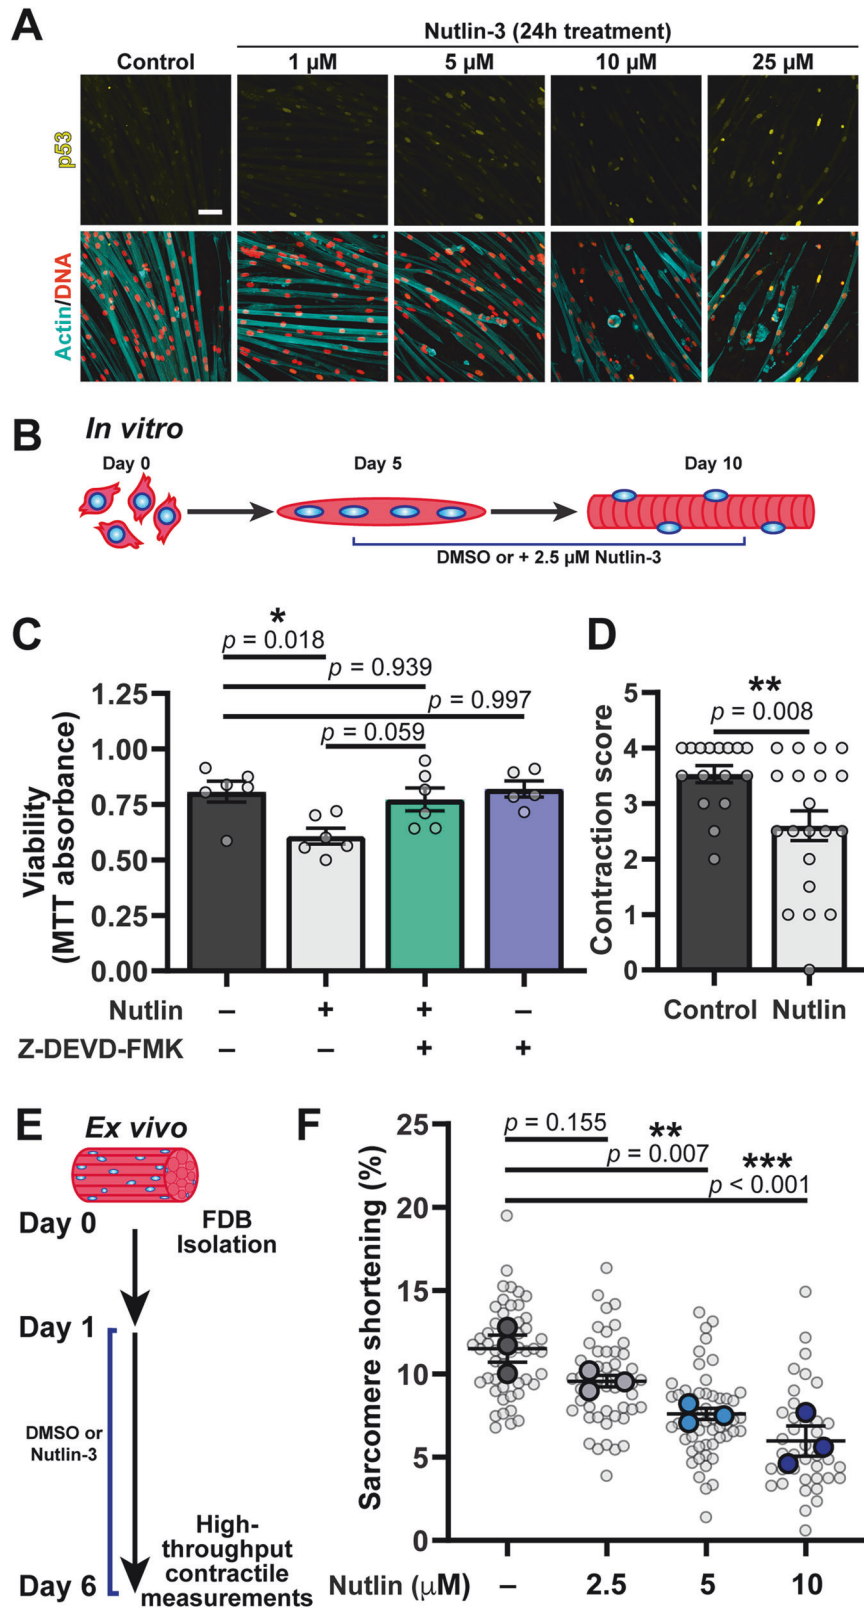 A
Nutlin-3 (24h treatment)
Control
1 µM
5 µM
10 µM
25 µM
p53
Actin/DNA
B
In vitro
Day 0
Day 5
Day 10
DMSO or + 2.5 µM Nutlin-3
C
*
p = 0.018
p = 0.939
p = 0.997
p = 0.059
Viability
(MTT absorbance)
1.25
1.00
0.75
0.50
0.25
0.00
Nutlin – + + –
Z-DEVD-FMK – – + +
D
**
p = 0.008
Contraction score
5
4
3
2
1
0
Control Nutlin
E
Ex vivo
Day 0
FDB
Isolation
Day 1
DMSO or
Nutlin-3
High-
throughput
contractile
measurements
Day 6
F
p = 0.155
**
p = 0.007
***
p < 0.001
Sarcomere shortening (%)
25
20
15
10
5
0
Nutlin (µM) – 2.5 5 10